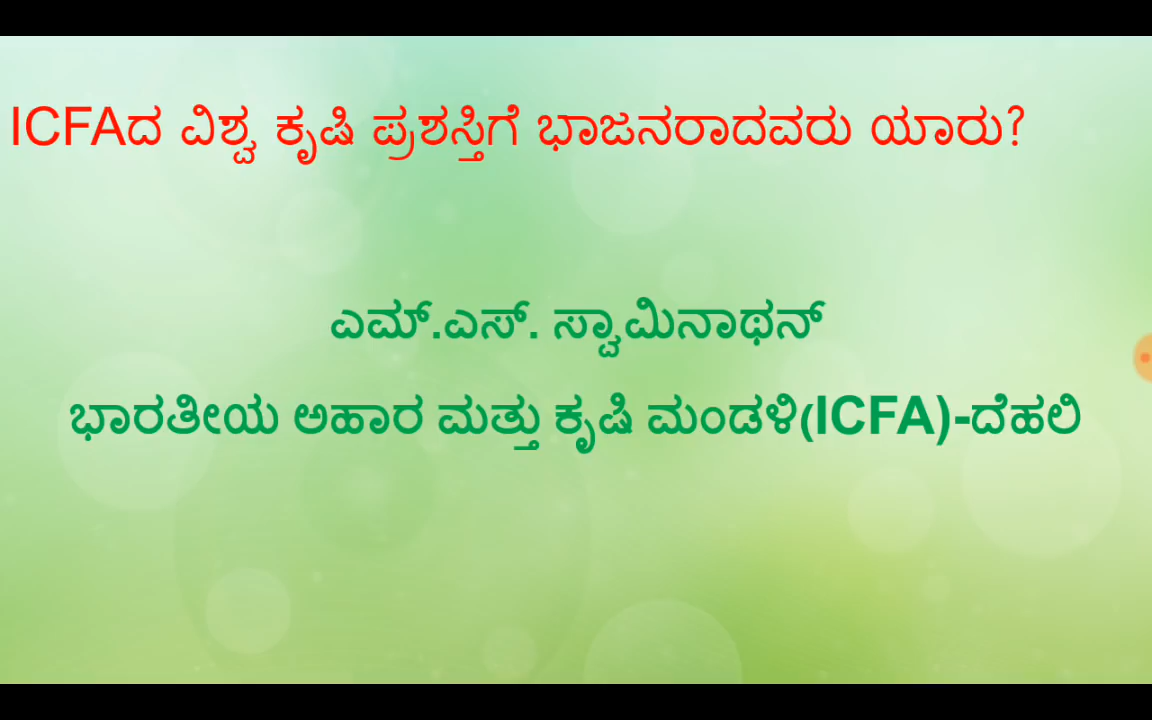 ICFAದ ವಿಶ್ವ ಕೃಷಿ ಪ್ರಶಸ್ತಿಗೆ ಭಾಜನರಾದವರು ಯಾರು?
ಎಮ್.ಎಸ್. ಸ್ವಾಮಿನಾಥನ್
ಭಾರತೀಯ ಅಹಾರ ಮತ್ತು ಕೃಷಿ ಮಂಡಳಿ(ICFA)-ದೆಹಲಿ